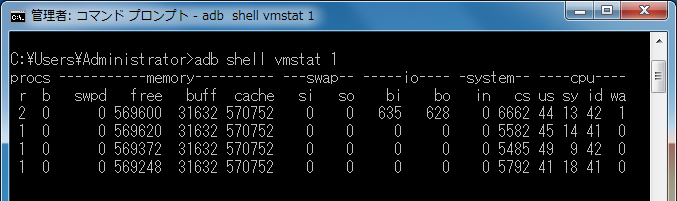 管理者: コマンド プロンプト - adb  shell vmstat 1
C:¥Users¥Administrator>adb shell vmstat 1
procs -----------memory---------- ---swap-- -----io---- -system-- ----cpu----
 r  b   swpd   free   buff  cache   si   so    bi    bo   in   cs us sy id wa
 2  0      0 569600  31632 570752    0    0   635   628    0 6662 44 13 42  1
 1  0      0 569620  31632 570752    0    0     0     0    0 5582 45 14 41  0
 1  0      0 569372  31632 570752    0    0     0     0    0 5485 49  9 42  0
 1  0      0 569248  31632 570752    0    0     0     0    0 5792 41 18 41  0